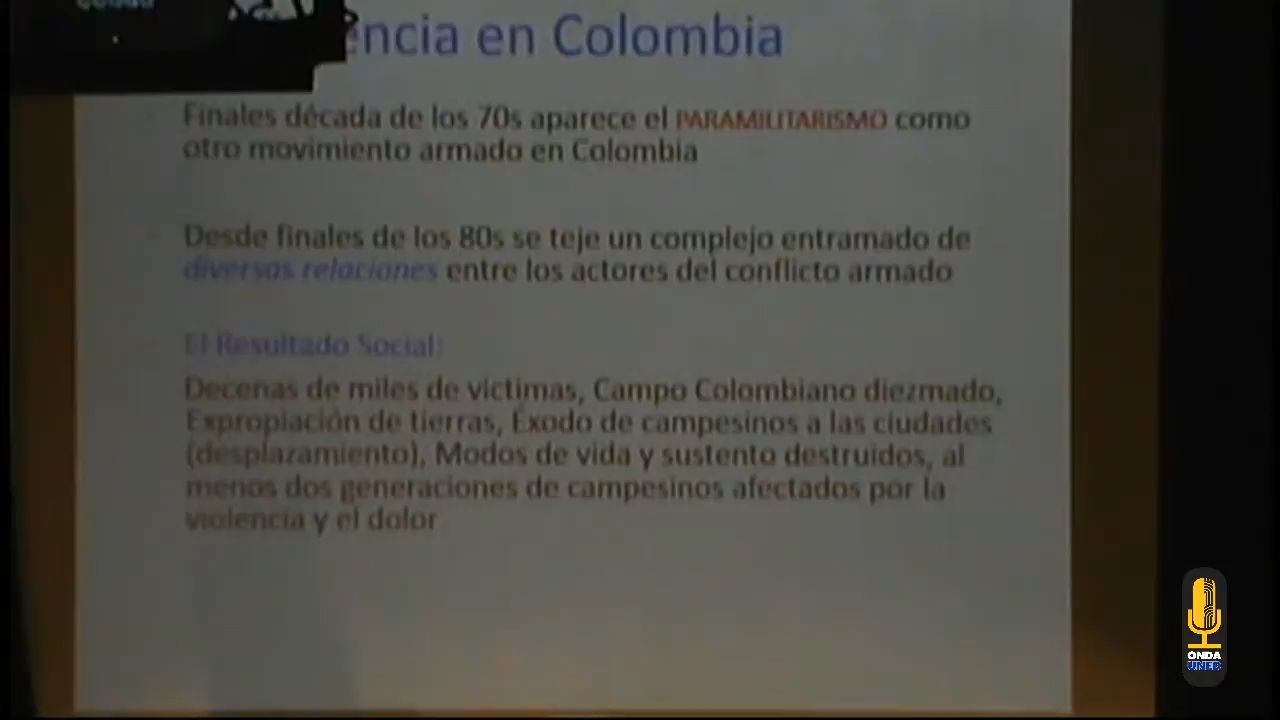 encia en Colombia
Finales década de los 70s aparece el PARAMILITARISMO como
otro movimiento armado en Colombia
Desde finales de los 80s se teje un complejo entramado de
diversas relaciones entre los actores del conflicto armado
El Resultado Social:
Decenas de miles de victimas, Campo Colombiano diezmado,
Expropiación de tierras, Éxodo de campesinos a las ciudades
(desplazamiento), Modos de vida y sustento destruidos, al
menos dos generaciones de campesinos afectados por la
violencia y el dolor
ONDA
UNEB